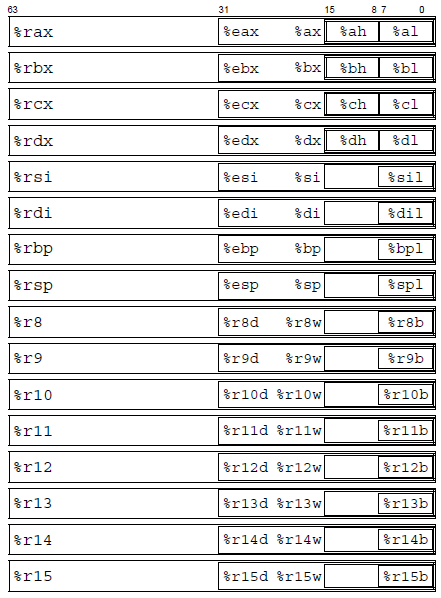 63 31 15 8 7 0
%rax %eax %ax %ah %al
%rbx %ebx %bx %bh %bl
%rcx %ecx %cx %ch %cl
%rdx %edx %dx %dh %dl
%rsi %esi %si %sil
%rdi %edi %di %dil
%rbp %ebp %bp %bpl
%rsp %esp %sp %spl
%r8 %r8d %r8w %r8b
%r9 %r9d %r9w %r9b
%r10 %r10d %r10w %r10b
%r11 %r11d %r11w %r11b
%r12 %r12d %r12w %r12b
%r13 %r13d %r13w %r13b
%r14 %r14d %r14w %r14b
%r15 %r15d %r15w %r15b